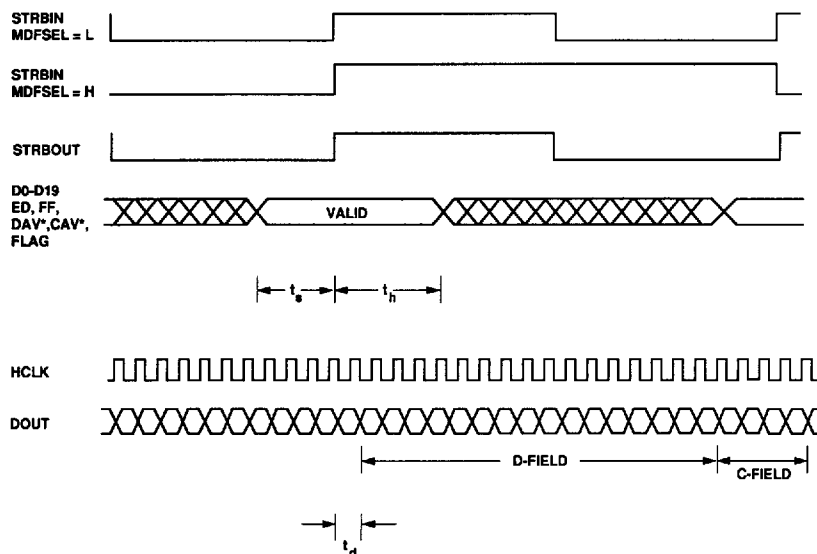 STRBIN
MDFSEL = L
STRBIN
MDFSEL = H
STRBOUT
D0-D19
ED, FF,
DAV*,CAV*,
FLAG
VALID
ts
th
HCLK
DOUT
D-FIELD
C-FIELD
td